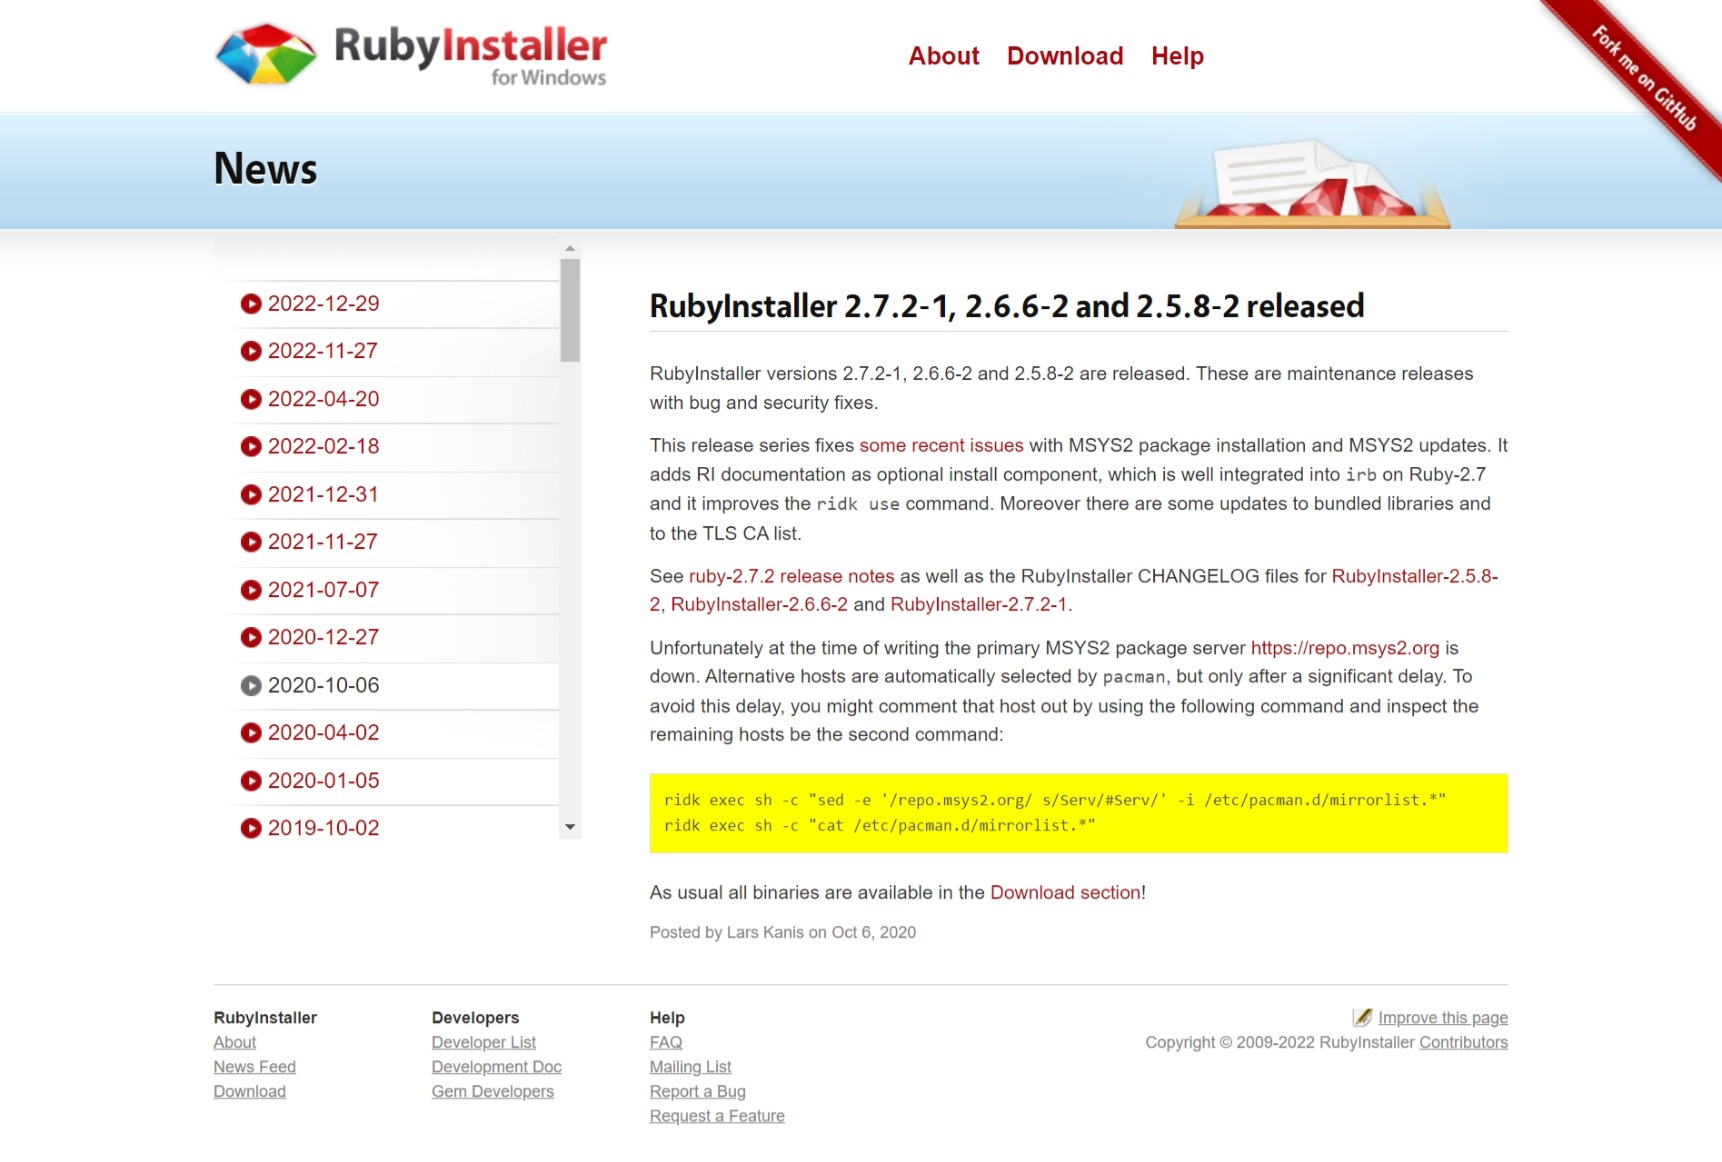 RubyInstaller
for Windows
About Download Help
Fork me on GitHub
News
2022-12-29
2022-11-27
2022-04-20
2022-02-18
2021-12-31
2021-11-27
2021-07-07
2020-12-27
2020-10-06
2020-04-02
2020-01-05
2019-10-02
RubyInstaller 2.7.2-1, 2.6.6-2 and 2.5.8-2 released
RubyInstaller versions 2.7.2-1, 2.6.6-2 and 2.5.8-2 are released. These are maintenance releases
with bug and security fixes.
This release series fixes some recent issues with MSYS2 package installation and MSYS2 updates. It
adds RI documentation as optional install component, which is well integrated into irb on Ruby-2.7
and it improves the ridk use command. Moreover there are some updates to bundled libraries and
to the TLS CA list.
See ruby-2.7.2 release notes as well as the RubyInstaller CHANGELOG files for RubyInstaller-2.5.8-
2, RubyInstaller-2.6.6-2 and RubyInstaller-2.7.2-1.
Unfortunately at the time of writing the primary MSYS2 package server https://repo.msys2.org is
down. Alternative hosts are automatically selected by pacman, but only after a significant delay. To
avoid this delay, you might comment that host out by using the following command and inspect the
remaining hosts be the second command:
ridk exec sh -c "sed -e '/repo.msys2.org/ s/Serv/#Serv/' -i /etc/pacman.d/mirrorlist.*"
ridk exec sh -c "cat /etc/pacman.d/mirrorlist.*"
As usual all binaries are available in the Download section!
Posted by Lars Kanis on Oct 6, 2020
RubyInstaller
About
News Feed
Download
Developers
Developer List
Development Doc
Gem Developers
Help
FAQ
Mailing List
Report a Bug
Request a Feature
Improve this page
Copyright © 2009-2022 RubyInstaller Contributors